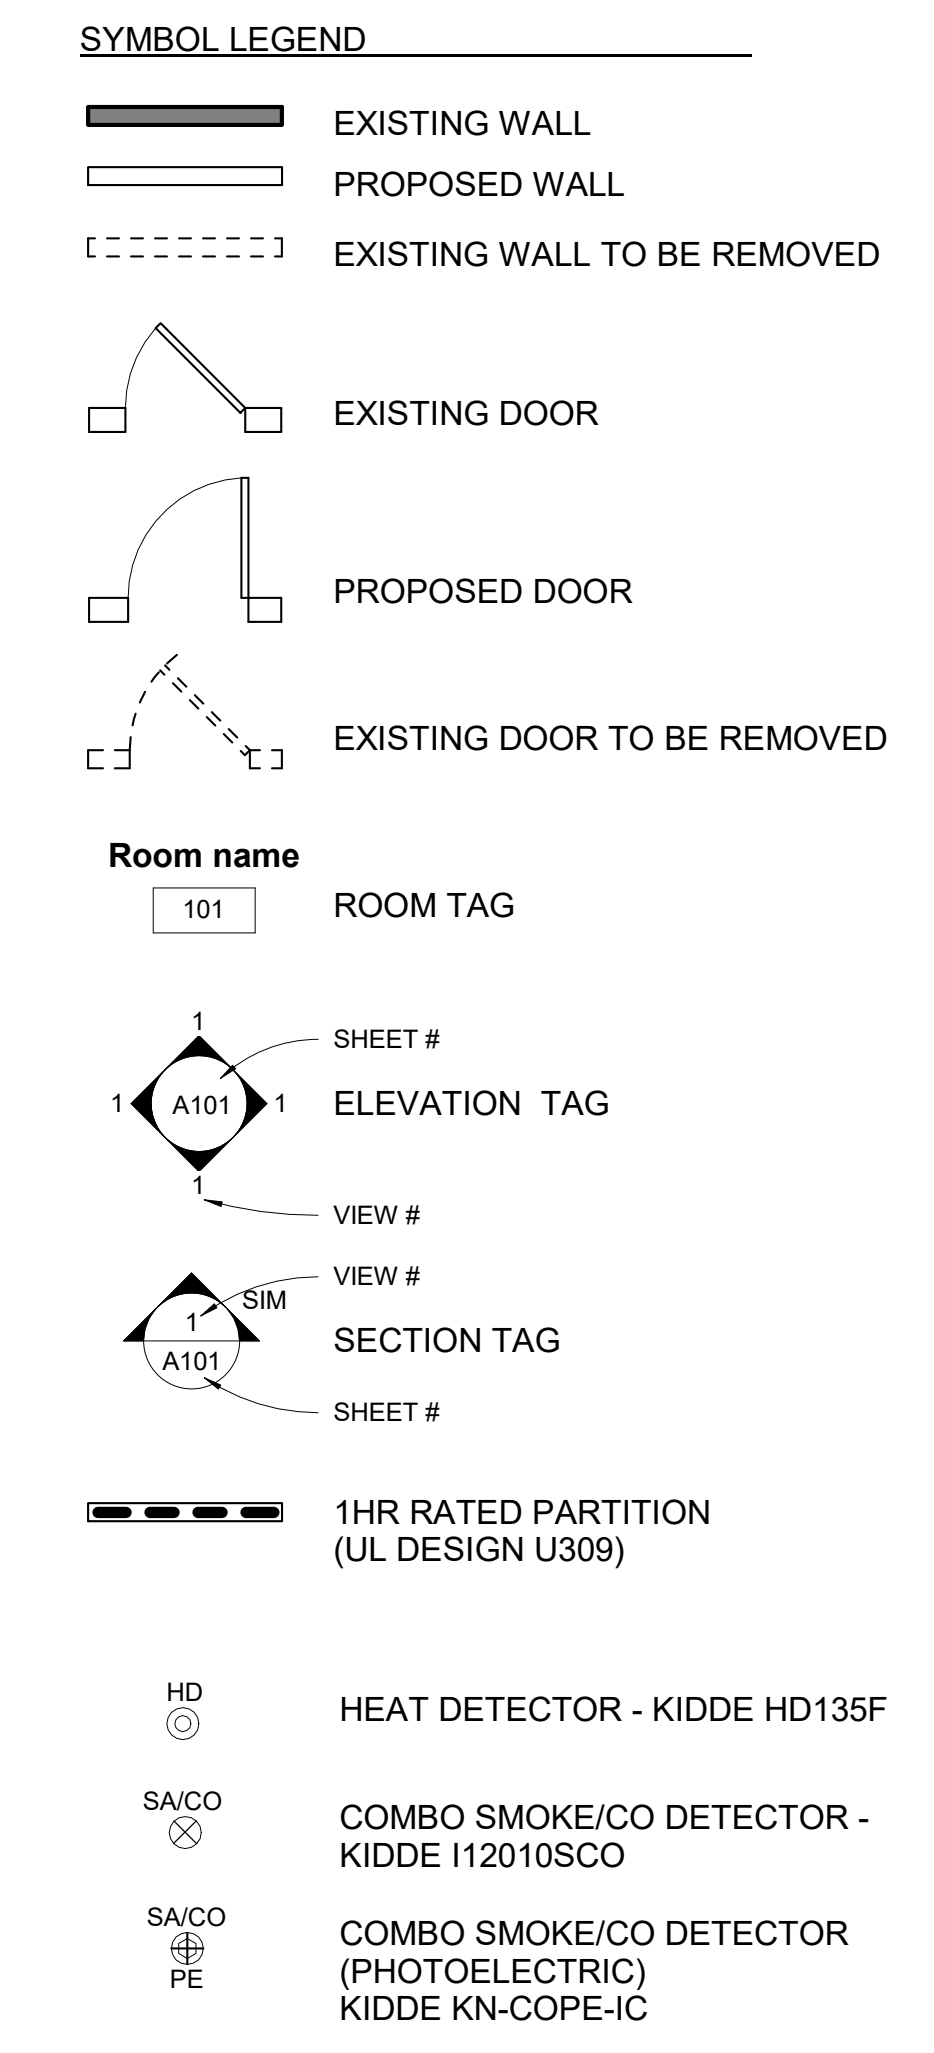 SYMBOL LEGEND
EXISTING WALL
PROPOSED WALL
EXISTING WALL TO BE REMOVED
EXISTING DOOR
PROPOSED DOOR
EXISTING DOOR TO BE REMOVED
Room name
101
ROOM TAG
1
SHEET #
1
A101
1
ELEVATION TAG
1
VIEW #
VIEW #
SIM
1
SECTION TAG
A101
SHEET #
1HR RATED PARTITION
(UL DESIGN U309)
HD
HEAT DETECTOR - KIDDE HD135F
SA/CO
COMBO SMOKE/CO DETECTOR -
KIDDE I12010SCO
SA/CO
PE
COMBO SMOKE/CO DETECTOR
(PHOTOELECTRIC)
KIDDE KN-COPE-IC